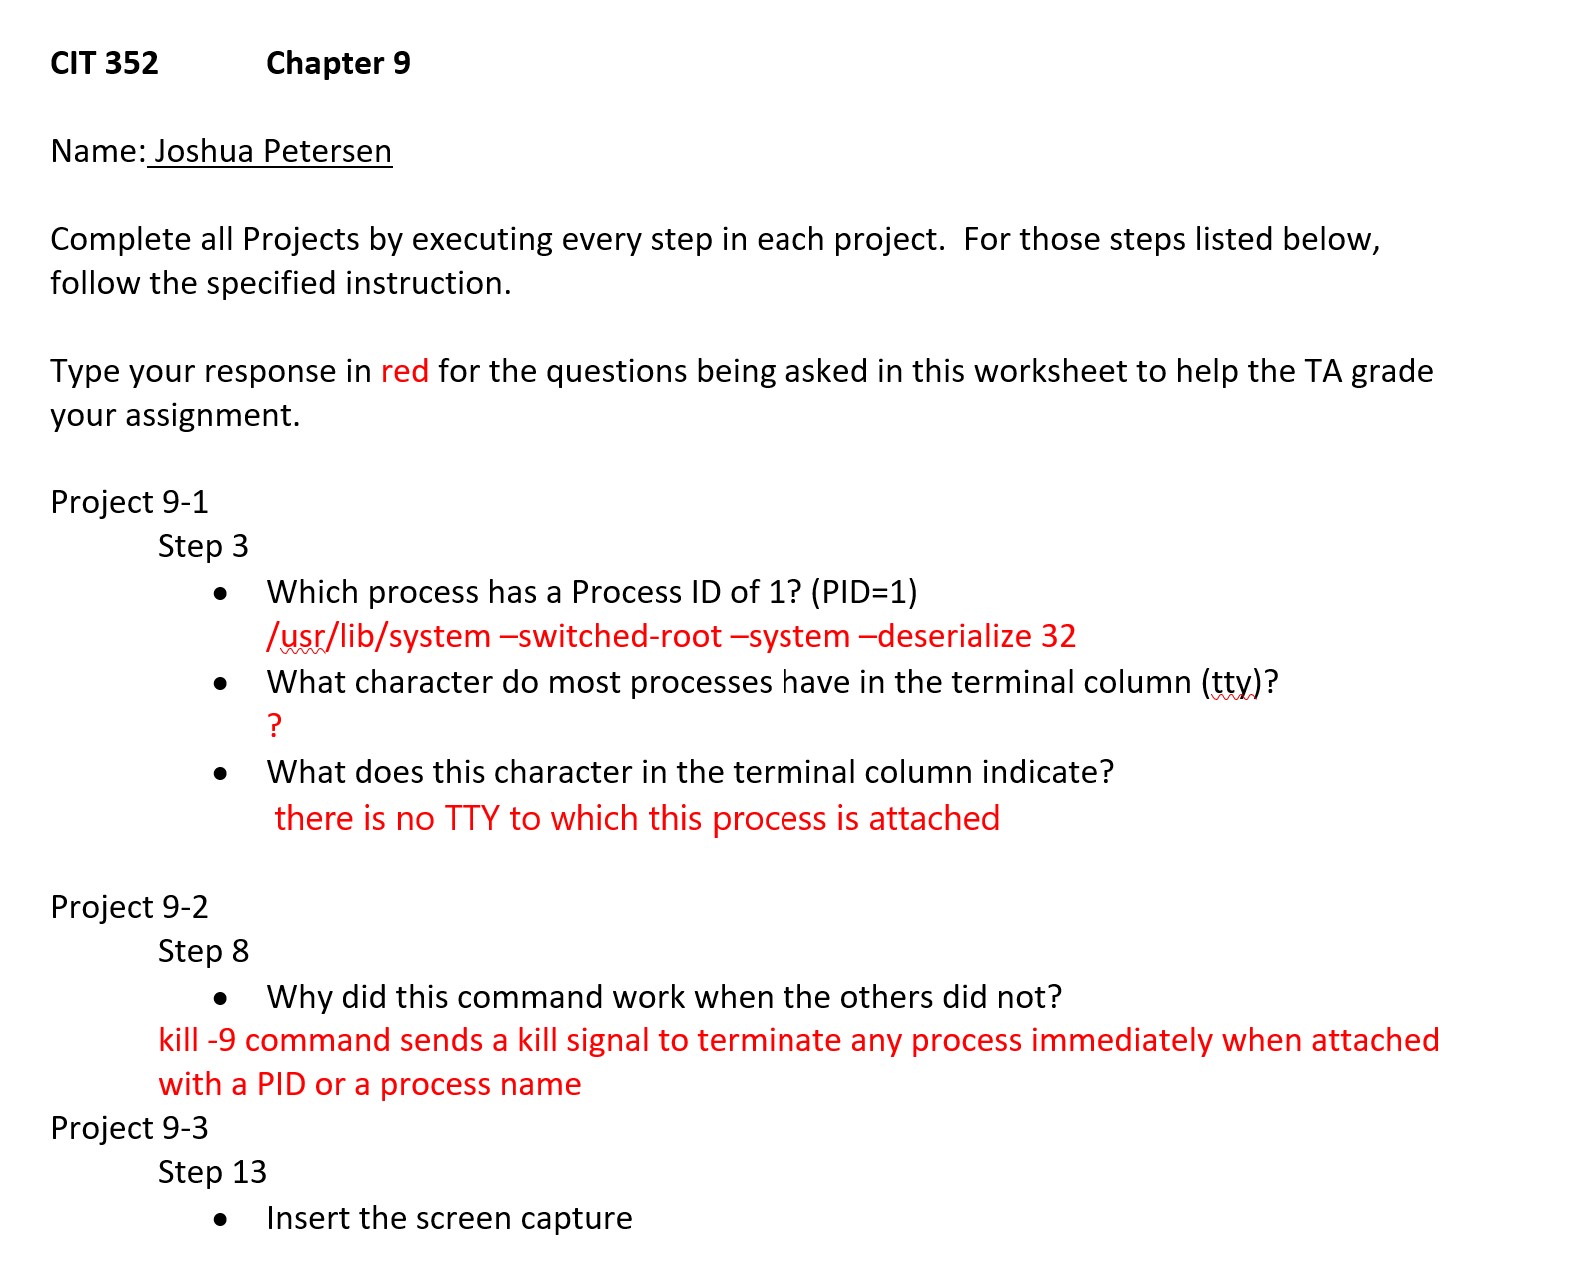 CIT 352 Chapter 9
Name: Joshua Petersen
Complete all Projects by executing every step in each project.  For those steps listed below,
follow the specified instruction.
Type your response in red for the questions being asked in this worksheet to help the TA grade
your assignment.
Project 9-1
Step 3
• Which process has a Process ID of 1? (PID=1)
/usr/lib/system –switched-root –system –deserialize 32
• What character do most processes have in the terminal column (tty)?
?
• What does this character in the terminal column indicate?
there is no TTY to which this process is attached
Project 9-2
Step 8
• Why did this command work when the others did not?
kill -9 command sends a kill signal to terminate any process immediately when attached
with a PID or a process name
Project 9-3
Step 13
• Insert the screen capture